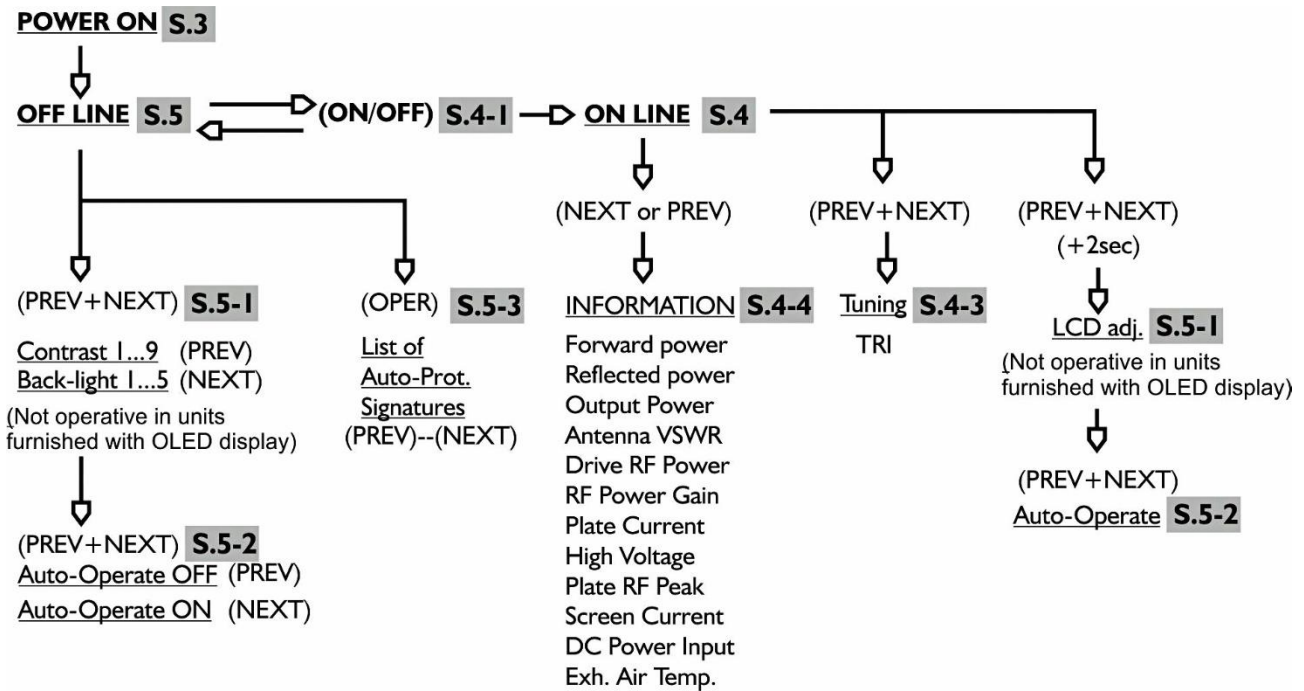 POWER ON S.3
OFF LINE S.5
(ON/OFF) S.4-1
ON LINE S.4
(PREV+NEXT) S.5-1
Contrast 1...9 (PREV)
Back-light 1...5 (NEXT)
(Not operative in units
furnished with OLED display)
(PREV+NEXT) S.5-2
Auto-Operate OFF (PREV)
Auto-Operate ON (NEXT)
(OPER) S.5-3
List of
Auto-Prot.
Signatures
(PREV)--(NEXT)
(NEXT or PREV)
INFORMATION S.4-4
Forward power
Reflected power
Output Power
Antenna VSWR
Drive RF Power
RF Power Gain
Plate Current
High Voltage
Plate RF Peak
Screen Current
DC Power Input
Exh. Air Temp.
(PREV+NEXT)
Tuning S.4-3
TRI
(PREV+NEXT)
(+2sec)
LCD adj. S.5-1
(Not operative in units
furnished with OLED display)
(PREV+NEXT)
Auto-Operate S.5-2